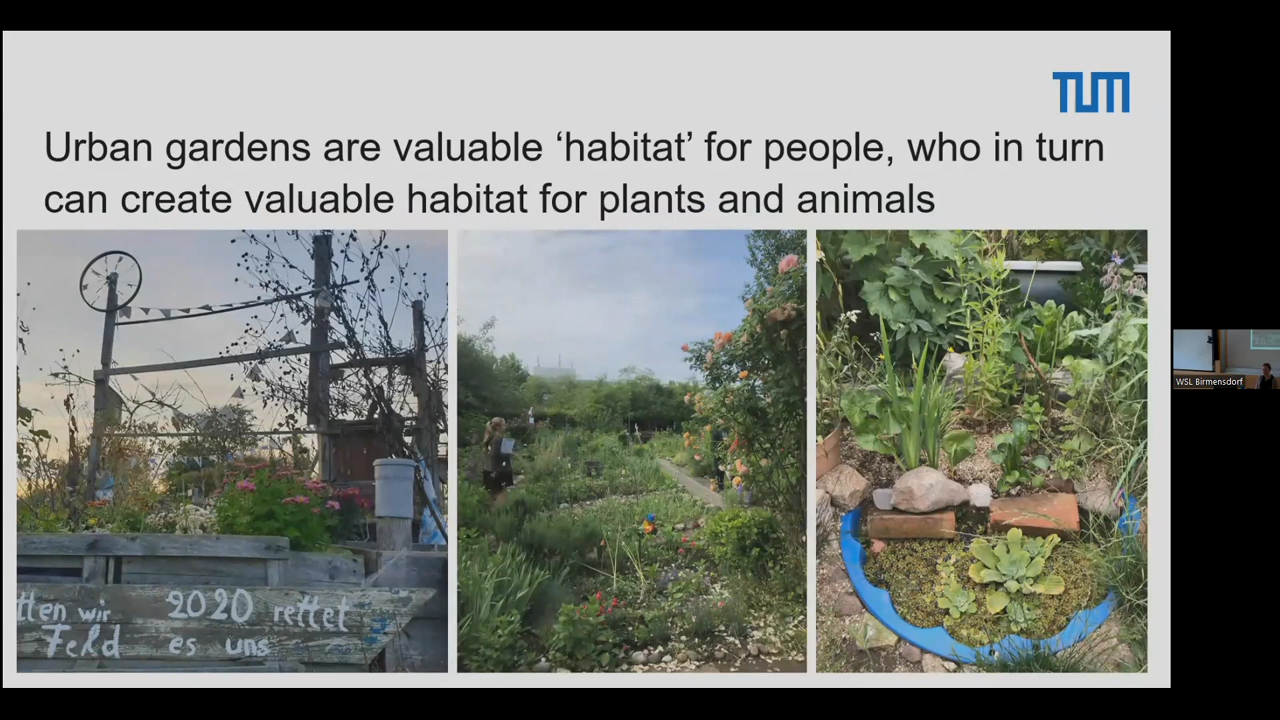 TUM
Urban gardens are valuable ‘habitat’ for people, who in turn
can create valuable habitat for plants and animals
tten wir 2020 rettet
Feld es uns
WSL Birmensdorf